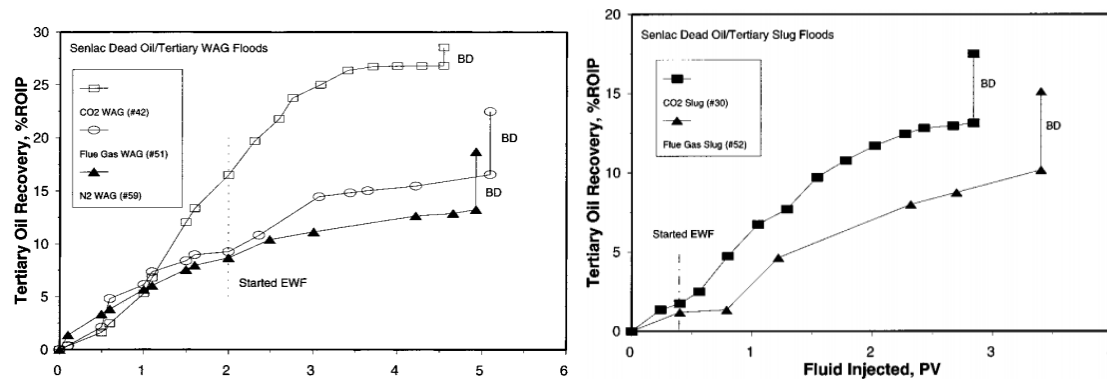 Senlac Dead Oil/Tertiary WAG Floods
CO2 WAG (#42)
Flue Gas WAG (#51)
N2 WAG (#59)
BD
BD
Started EWF
Tertiary Oil Recovery, %ROIP
30
25
20
15
10
5
0
0 1 2 3 4 5 6
Senlac Dead Oil/Tertiary Slug Floods
CO2 Slug (#30)
Flue Gas Slug (#52)
BD
BD
Started EWF
Tertiary Oil Recovery, %ROIP
20
15
10
5
0
0 1 2 3
Fluid Injected, PV